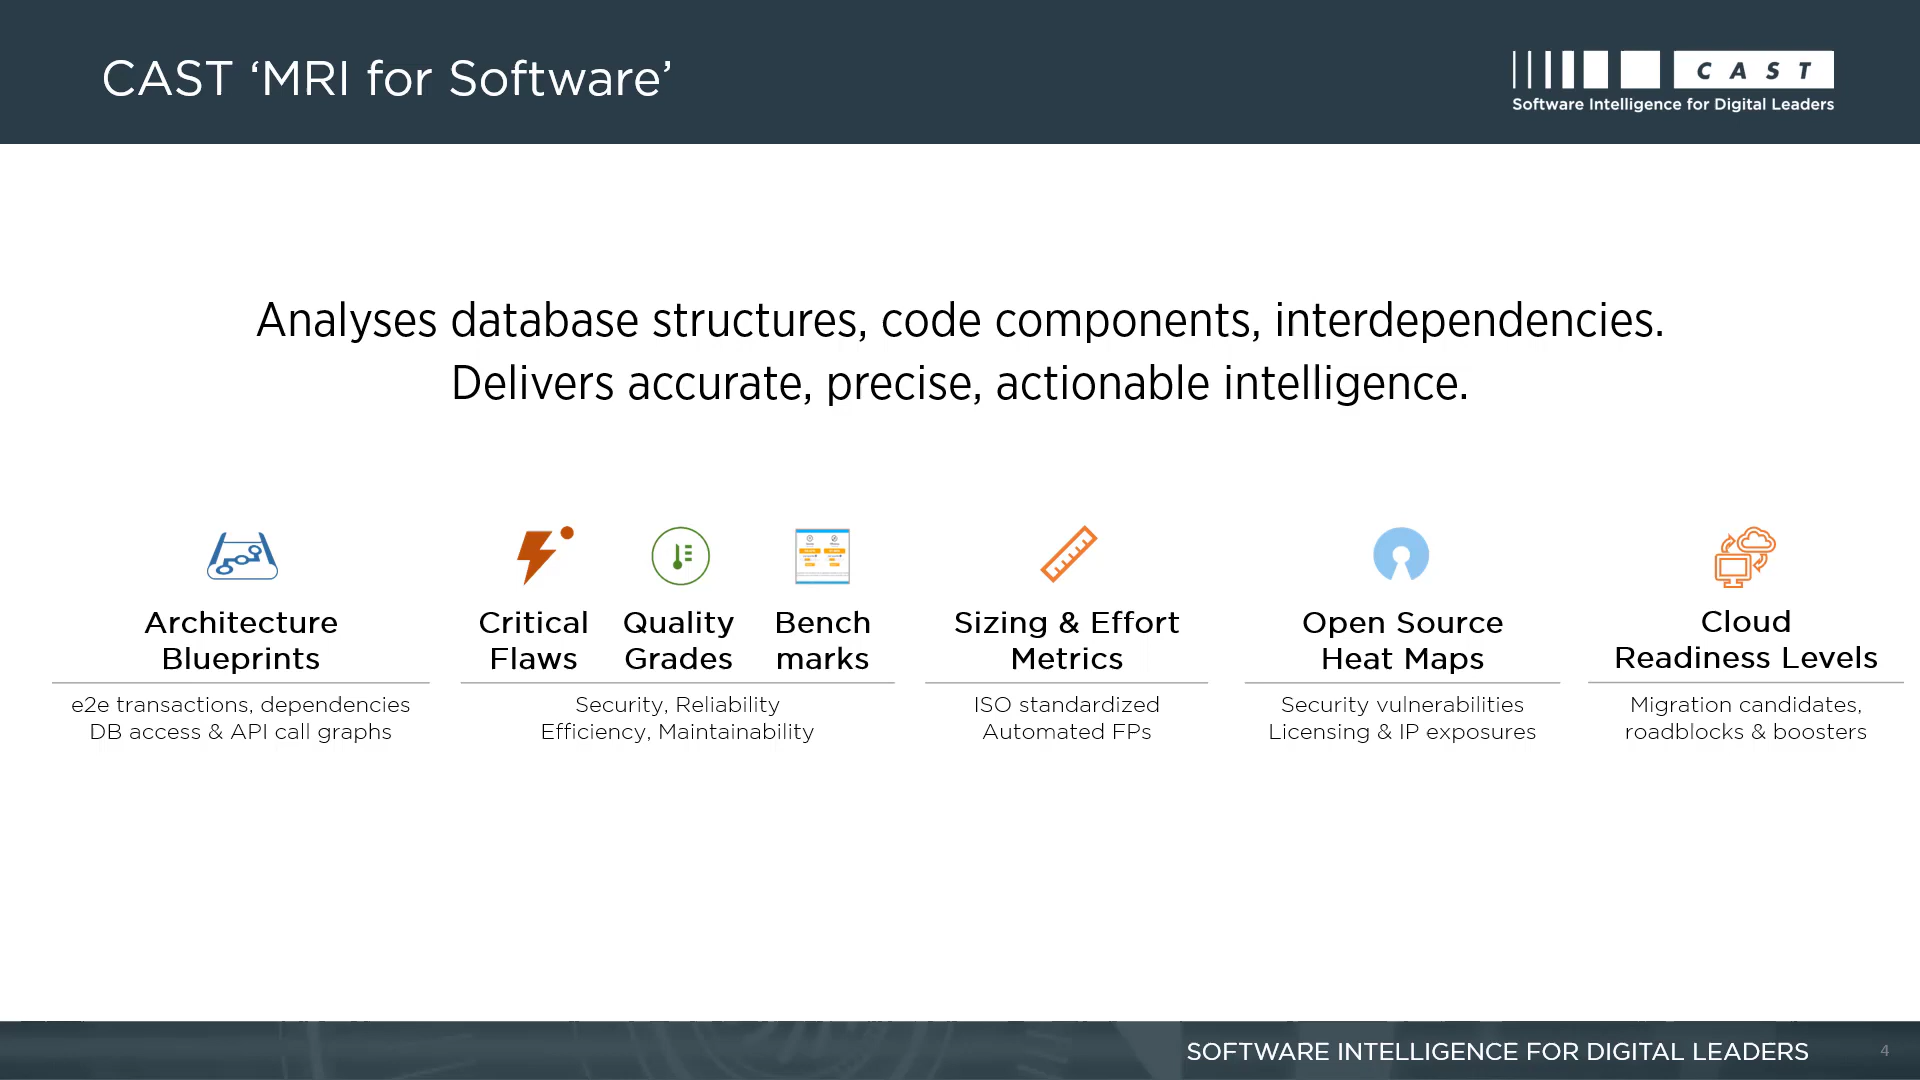 CAST ‘MRI for Software’
CAST
Software Intelligence for Digital Leaders
Analyses database structures, code components, interdependencies.
Delivers accurate, precise, actionable intelligence.
Architecture
Blueprints
e2e transactions, dependencies
DB access & API call graphs
Critical
Flaws
Quality
Grades
Bench
marks
Security, Reliability
Efficiency, Maintainability
Sizing & Effort
Metrics
ISO standardized
Automated FPs
Open Source
Heat Maps
Security vulnerabilities
Licensing & IP exposures
Cloud
Readiness Levels
Migration candidates,
roadblocks & boosters
SOFTWARE INTELLIGENCE FOR DIGITAL LEADERS
4